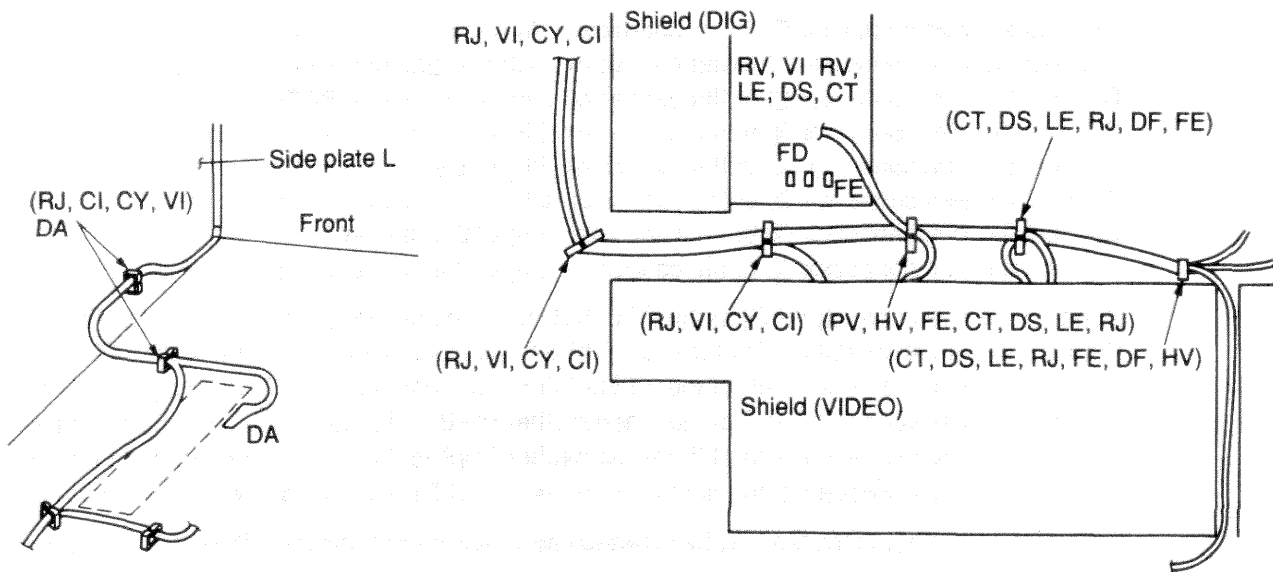 Side plate L
(RJ, CI, CY, VI)
DA
Front
DA
RJ, VI, CY, CI
Shield (DIG)
RV, VI RV,
LE, DS, CT
FD
FE
(CT, DS, LE, RJ, DF, FE)
(RJ, VI, CY, CI)
(RJ, VI, CY, CI)
(PV, HV, FE, CT, DS, LE, RJ)
(CT, DS, LE, RJ, FE, DF, HV)
Shield (VIDEO)